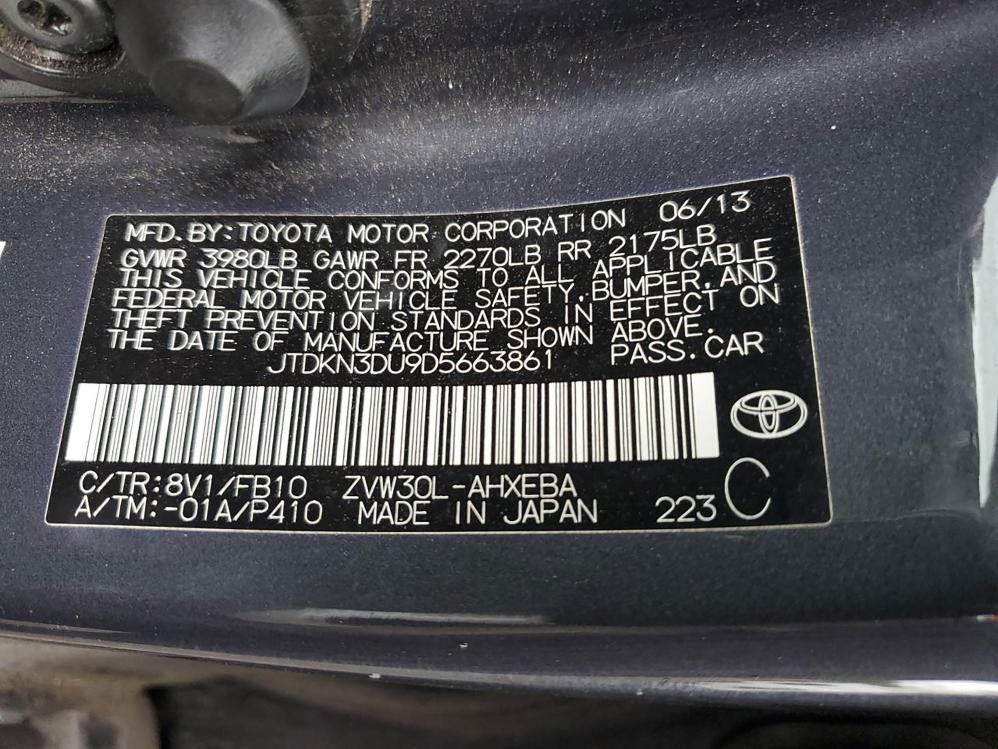 MFD.BY:TOYOTA MOTOR CORPORATION 06/13
GVWR 3980LB GAWR FR 2270LB RR 2175LB
THIS VEHICLE CONFORMS TO ALL APPLICABLE
FEDERAL MOTOR VEHICLE SAFETY,BUMPER,AND
THEFT PREVENTION STANDARDS IN EFFECT ON
THE DATE OF MANUFACTURE SHOWN ABOVE.
JTDKN3DU9D5663861 PASS.CAR
C/TR:8V1/FB10 ZVW30L-AHXEBA
A/TM:-01A/P410 MADE IN JAPAN 223 C